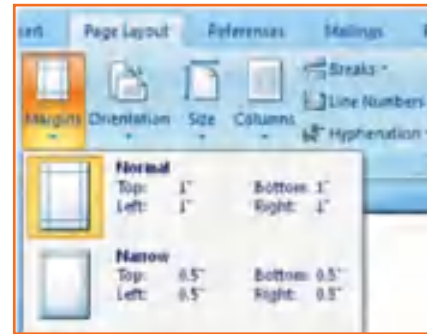 sert Page Layout References Mailings
Margins Orientation Size Columns
Breaks
Line Numbers
Hyphenation
Normal
Top: 1" Bottom: 1"
Left: 1" Right: 1"
Narrow
Top: 0.5" Bottom: 0.5"
Left: 0.5" Right: 0.5"